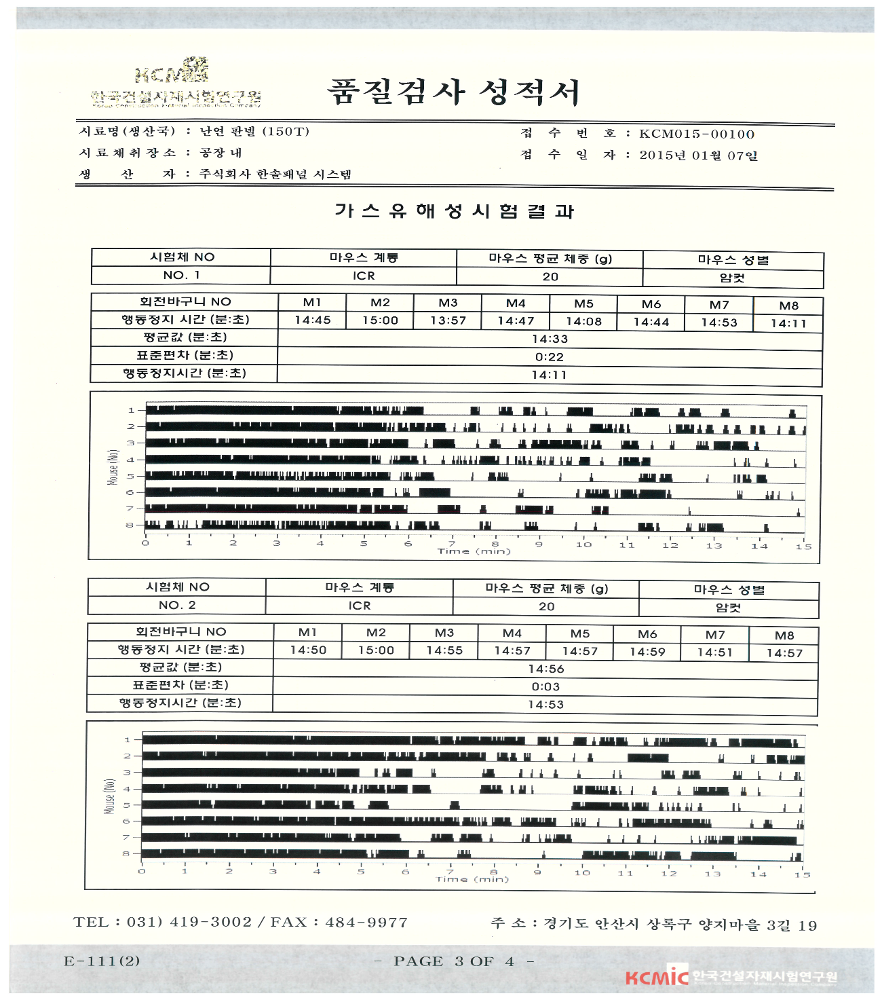 KCMIC
한국건설자재시험연구원
품질검사 성적서
시료명(생산국) : 난연 판넬 (150T)
접 수 번 호 : KCM015-00100
시료채취장소 : 공장내
접 수 일 자 : 2015년 01월 07일
생 산 자 : 주식회사 한솔패널 시스템
가스유해성시험결과
시험체 NO 마우스 계통 마우스 평균 체중 (g) 마우스 성별
NO. 1 ICR 20 암컷
회전바구니 NO M1 M2 M3 M4 M5 M6 M7 M8
행동정지 시간 (분:초) 14:45 15:00 13:57 14:47 14:08 14:44 14:53 14:11
평균값 (분:초) 14:33
표준편차 (분:초) 0:22
행동정지시간 (분:초) 14:11
Mouse (No)
1
2
3
4
5
6
7
8
0 1 2 3 4 5 6 7 8 9 10 11 12 13 14 15
Time (min)
시험체 NO 마우스 계통 마우스 평균 체중 (g) 마우스 성별
NO. 2 ICR 20 암컷
회전바구니 NO M1 M2 M3 M4 M5 M6 M7 M8
행동정지 시간 (분:초) 14:50 15:00 14:55 14:57 14:57 14:59 14:51 14:57
평균값 (분:초) 14:56
표준편차 (분:초) 0:03
행동정지시간 (분:초) 14:53
Mouse (No)
1
2
3
4
5
6
7
8
0 1 2 3 4 5 6 7 8 9 10 11 12 13 14 15
Time (min)
TEL : 031) 419-3002 / FAX : 484-9977
주 소 : 경기도 안산시 상록구 양지마을 3길 19
E-111(2)
- PAGE 3 OF 4 -
KCMIC 한국건설자재시험연구원